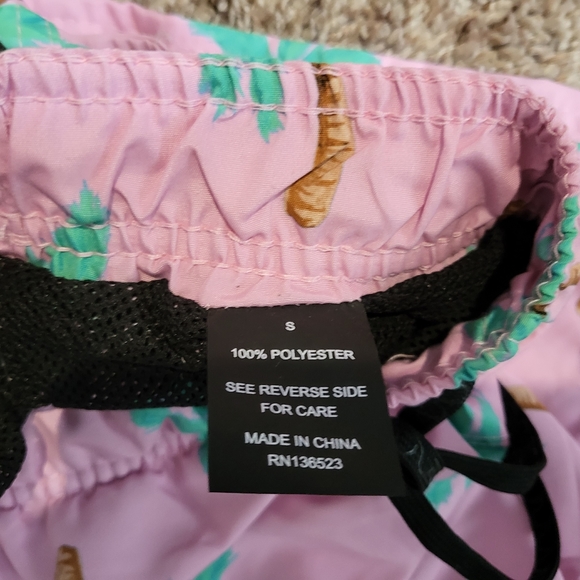 S
100% POLYESTER
SEE REVERSE SIDE
FOR CARE
MADE IN CHINA
RN136523